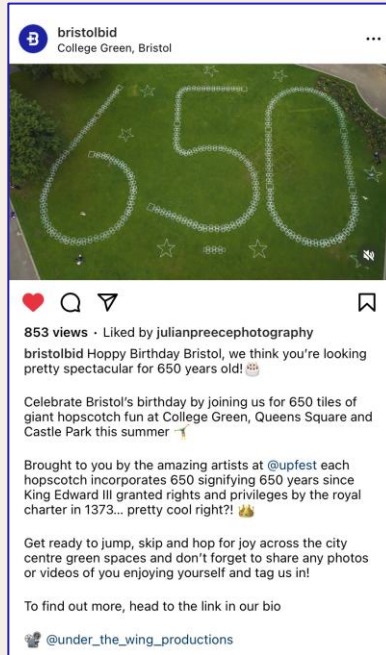 bristolbid
College Green, Bristol
650
853 views · Liked by julianpreecephotography
bristolbid Hoppy Birthday Bristol, we think you're looking
pretty spectacular for 650 years old!🎂
Celebrate Bristol's birthday by joining us for 650 tiles of
giant hopscotch fun at College Green, Queens Square and
Castle Park this summer 🤸
Brought to you by the amazing artists at @upfest each
hopscotch incorporates 650 signifying 650 years since
King Edward III granted rights and privileges by the royal
charter in 1373... pretty cool right?! 👑
Get ready to jump, skip and hop for joy across the city
centre green spaces and don't forget to share any photos
or videos of you enjoying yourself and tag us in!
To find out more, head to the link in our bio
📽 @under_the_wing_productions